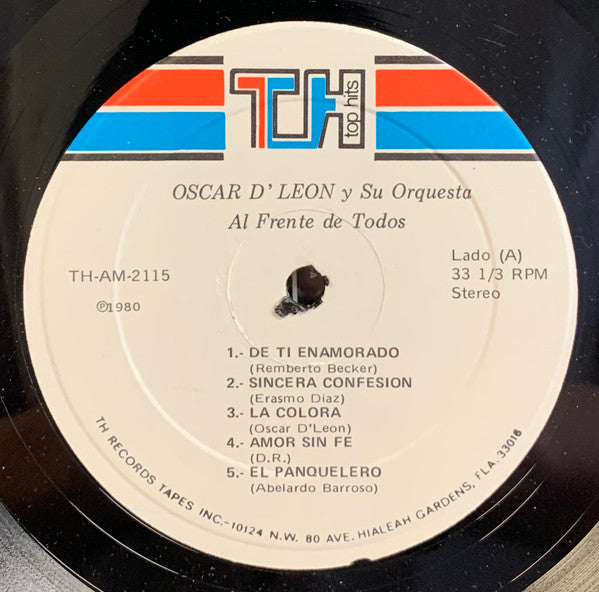 TH
top hits
OSCAR D' LEON y Su Orquesta
Al Frente de Todos
TH-AM-2115
Ⓟ1980
Lado (A)
33 1/3 RPM
Stereo
1.- DE TI ENAMORADO
(Remberto Becker)
2.- SINCERA CONFESION
(Erasmo Diaz)
3.- LA COLORA
(Oscar D'Leon)
4.- AMOR SIN FE
(D.R.)
5.- EL PANQUELERO
(Abelardo Barroso)
TH RECORDS TAPES INC.-10124 N.W. 80 AVE. HIALEAH GARDENS, FLA. 33016